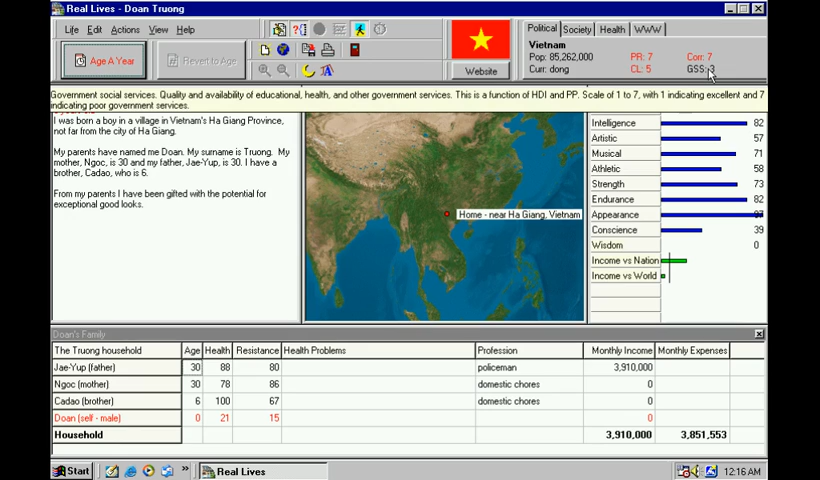 Real Lives - Doan Truong
Life Edit Actions View Help
Age A Year
Revert to Age
Website
Political Society Health WWW
Vietnam
Pop: 85,262,000 PR: 7 Corr: 7
Curr: dong CL: 5 GSS: 3
Government social services. Quality and availability of educational, health, and other government services. This is a function of HDI and PP. Scale of 1 to 7, with 1 indicating excellent and 7
indicating poor government services.
I was born a boy in a village in Vietnam's Ha Giang Province,
not far from the city of Ha Giang.
My parents have named me Doan. My surname is Truong. My
mother, Ngoc, is 30 and my father, Jae-Yup, is 30. I have a
brother, Cadao, who is 6.
From my parents I have been gifted with the potential for
exceptional good looks.
Home - near Ha Giang, Vietnam
Intelligence 82
Artistic 57
Musical 71
Athletic 58
Strength 73
Endurance 82
Appearance
Conscience 39
Wisdom 0
Income vs Nation
Income vs World
Doan's Family
The Truong household Age Health Resistance Health Problems Profession Monthly Income Monthly Expenses
Jae-Yup (father) 30 88 80 policeman 3,910,000
Ngoc (mother) 30 78 86 domestic chores 0
Cadao (brother) 6 100 67 domestic chores 0
Doan (self - male) 0 21 15 0
Household 3,910,000 3,851,553
Start Real Lives 12:16 AM